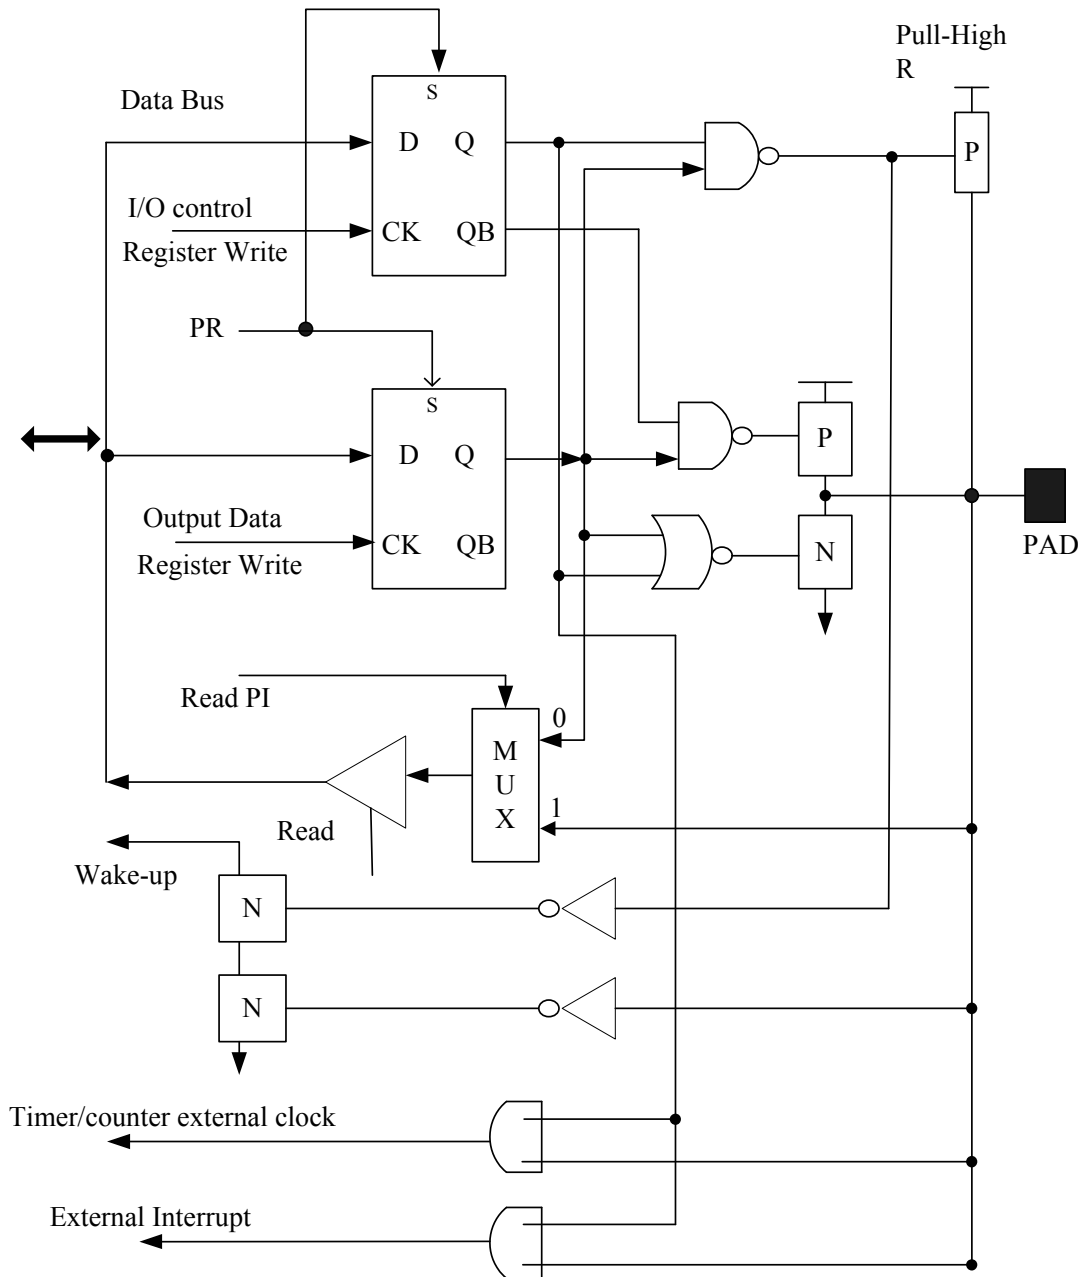 Pull-High
R
S
Data Bus
D Q
P
I/O control
CK QB
Register Write
PR
S
P
D Q
Output Data
CK QB
N
PAD
Register Write
Read PI
0
M
U
X
1
Read
Wake-up
N
N
Timer/counter external clock
External Interrupt